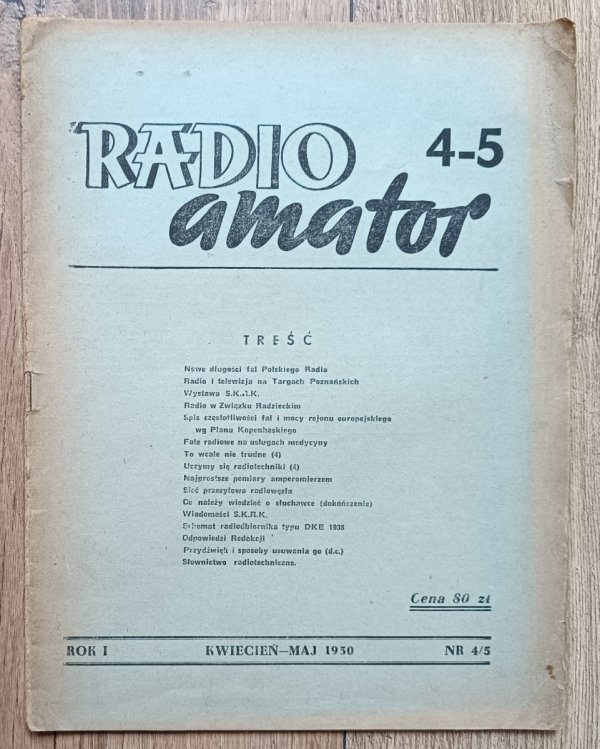 RADIO 4-5
amator
TREŚĆ
Nowe długości fal Polskiego Radia
Radio i telewizja na Targach Poznańskich
Wystawa S.K.R.K.
Radio w Związku Radzieckim
Spis częstotliwości fal i mocy rejonu europejskiego
wg Planu Kopenhaskiego
Fale radiowe na usługach medycyny
To wcale nie trudne (4)
Uczymy się radiotechniki (4)
Najprostsze pomiary amperomierzem
Sieć przesyłowa radiowęzła
Co należy wiedzieć o słuchawce (dokończenie)
Wiadomości S.K.R.K.
Schemat radioodbiornika typu DKE 1938
Odpowiedzi Redakcji
Przydźwięk i sposoby usuwania go (d.c.)
Słownictwo radiotechniczne.
Cena 80 zł
ROK I KWIECIEŃ—MAJ 1950 NR 4/5